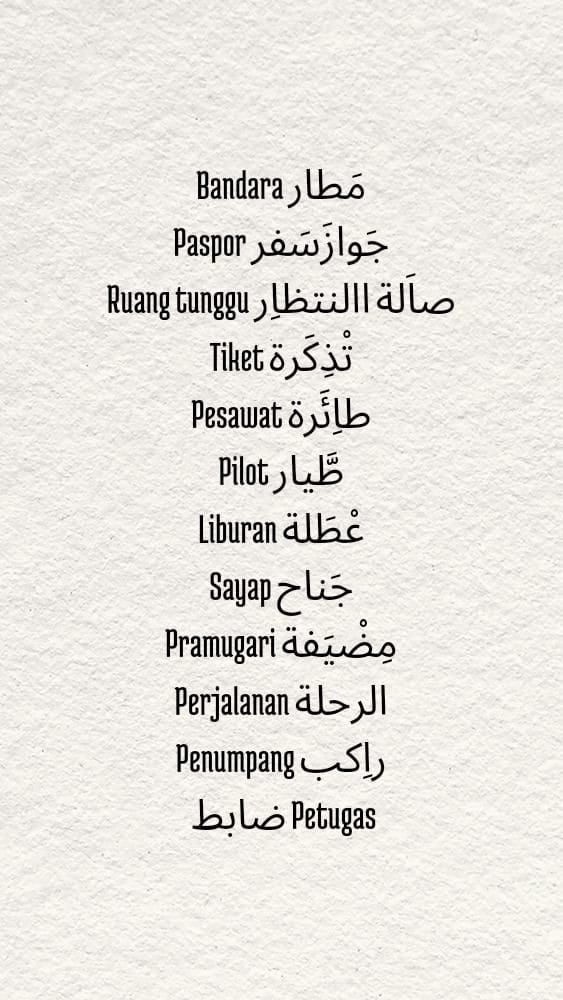 Bandara مَطار
Paspor جَوازَسَفر
Ruang tunggu صاَلة االنتظاِر
Tiket تْذِكَرة
Pesawat طاِئَرة
Pilot طَّيار
Liburan عْطَلة
Sayap جَناح
Pramugari مِضْيَفة
Perjalanan الرحلة
Penumpang راِكب
ضابط Petugas